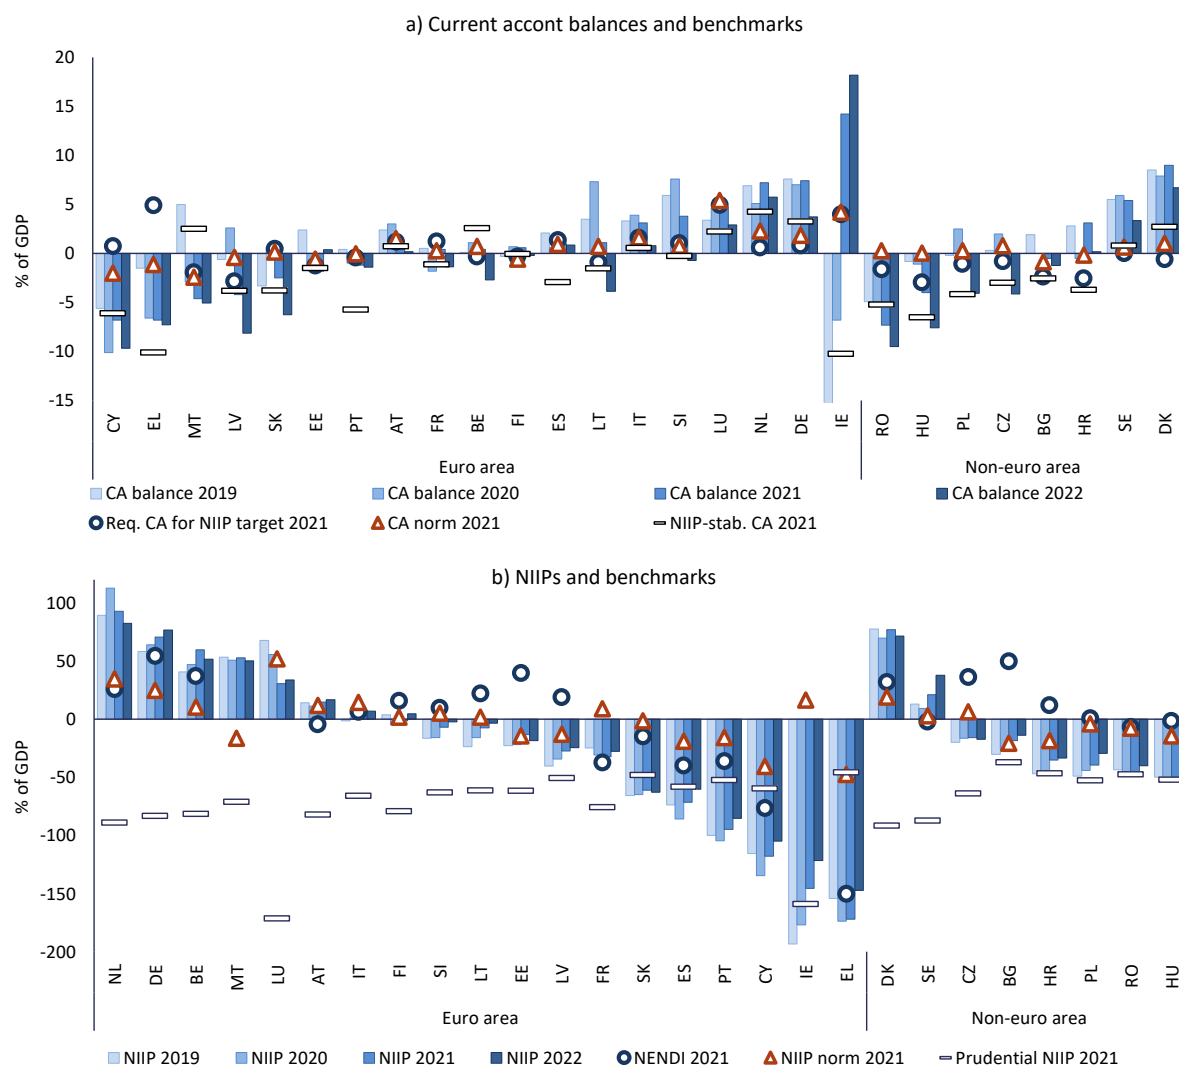 a) Current accont balances and benchmarks
% of GDP
20
15
10
5
0
-5
-10
-15
CY EL MT LV SK EE PT AT FR BE FI ES LT IT SI LU NL DE IE RO HU PL CZ BG HR SE DK
Euro area Non-euro area
CA balance 2019 CA balance 2020 CA balance 2021 CA balance 2022
Req. CA for NIIP target 2021 CA norm 2021 NIIP-stab. CA 2021
b) NIIPs and benchmarks
% of GDP
100
50
0
-50
-100
-150
-200
NL DE BE MT LU AT IT FI SI LT EE LV FR SK ES PT CY IE EL DK SE CZ BG HR PL RO HU
Euro area Non-euro area
NIIP 2019 NIIP 2020 NIIP 2021 NIIP 2022 NENDI 2021 NIIP norm 2021 Prudential NIIP 2021